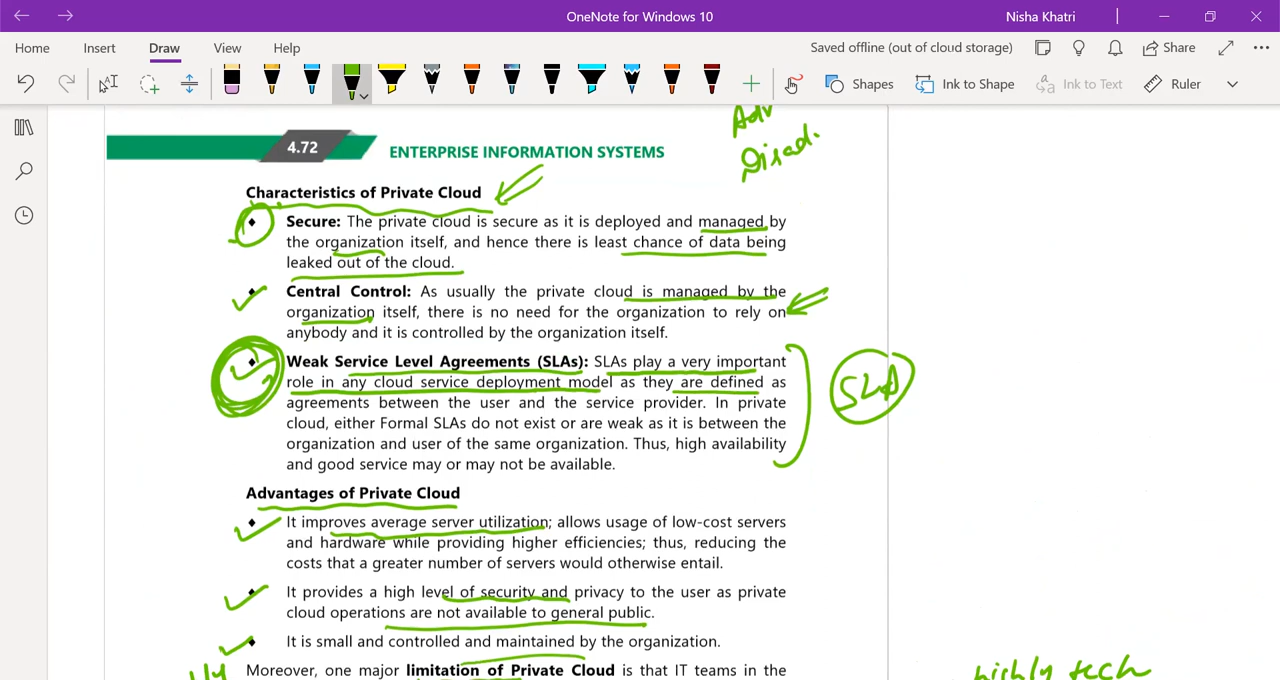 OneNote for Windows 10
Nisha Khatri
Home Insert Draw View Help
Saved offline (out of cloud storage)
Share
Shapes
Ink to Shape
Ink to Text
Ruler
Adv
Disad.
4.72
ENTERPRISE INFORMATION SYSTEMS
Characteristics of Private Cloud
♦ Secure: The private cloud is secure as it is deployed and managed by
the organization itself, and hence there is least chance of data being
leaked out of the cloud.
♦ Central Control: As usually the private cloud is managed by the
organization itself, there is no need for the organization to rely on
anybody and it is controlled by the organization itself.
♦ Weak Service Level Agreements (SLAs): SLAs play a very important
role in any cloud service deployment model as they are defined as
agreements between the user and the service provider. In private
cloud, either Formal SLAs do not exist or are weak as it is between the
organization and user of the same organization. Thus, high availability
and good service may or may not be available.
SLA
Advantages of Private Cloud
♦ It improves average server utilization; allows usage of low-cost servers
and hardware while providing higher efficiencies; thus, reducing the
costs that a greater number of servers would otherwise entail.
♦ It provides a high level of security and privacy to the user as private
cloud operations are not available to general public.
♦ It is small and controlled and maintained by the organization.
Moreover, one major limitation of Private Cloud is that IT teams in the
highly tech